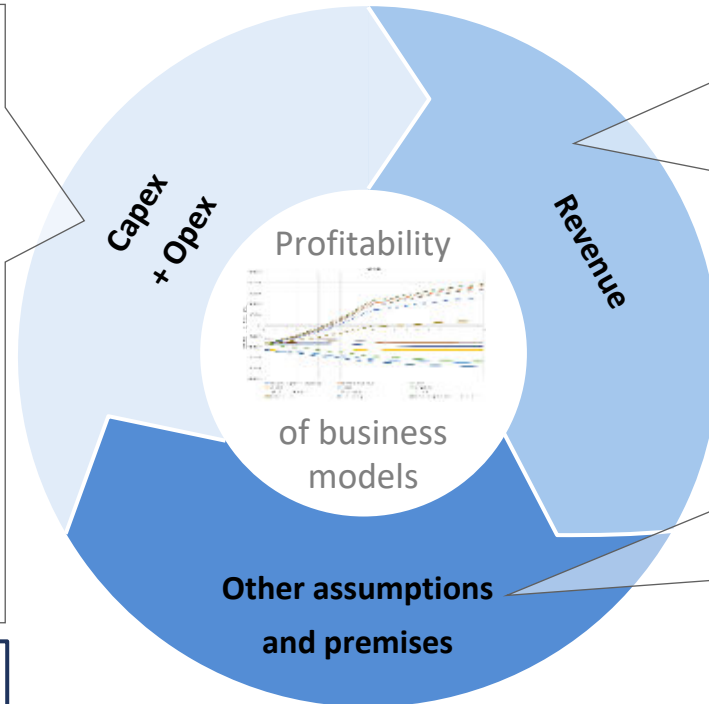 Capex
+ Opex
Revenue
Profitability
of business
models
Other assumptions
and premises